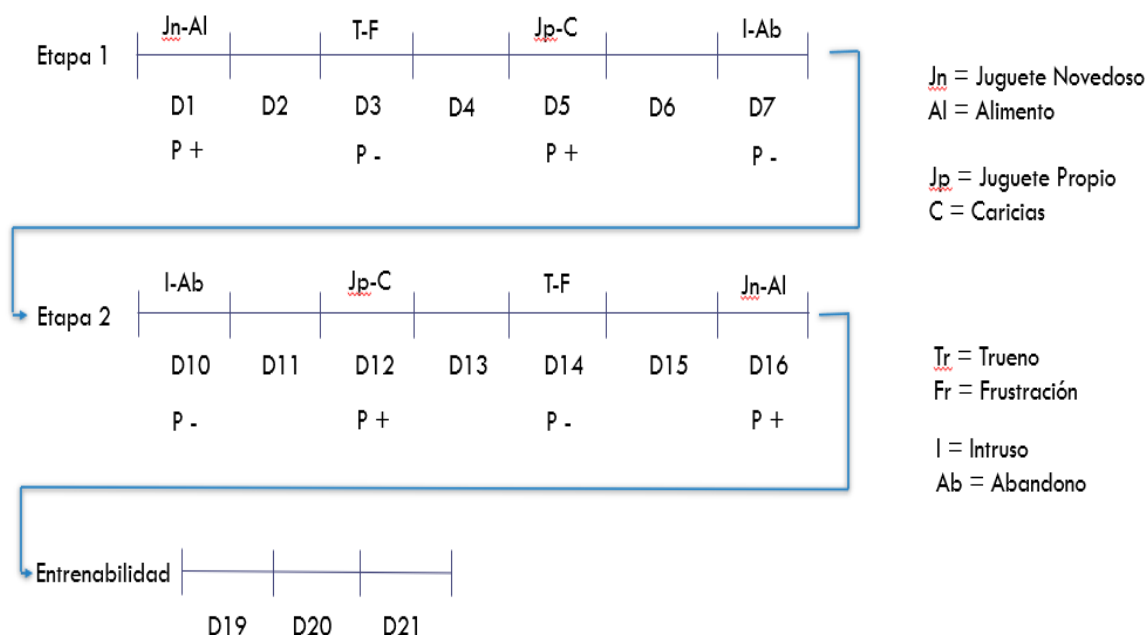 Jn-Al T-F Jp-C I-Ab
Etapa 1
D1 D2 D3 D4 D5 D6 D7
P + P - P + P -
Jn = Juguete Novedoso
Al = Alimento
Jp = Juguete Propio
C = Caricias
I-Ab Jp-C T-F Jn-Al
Etapa 2
D10 D11 D12 D13 D14 D15 D16
P - P + P - P +
Tr = Trueno
Fr = Frustración
I = Intruso
Ab = Abandono
Entrenabilidad
D19 D20 D21